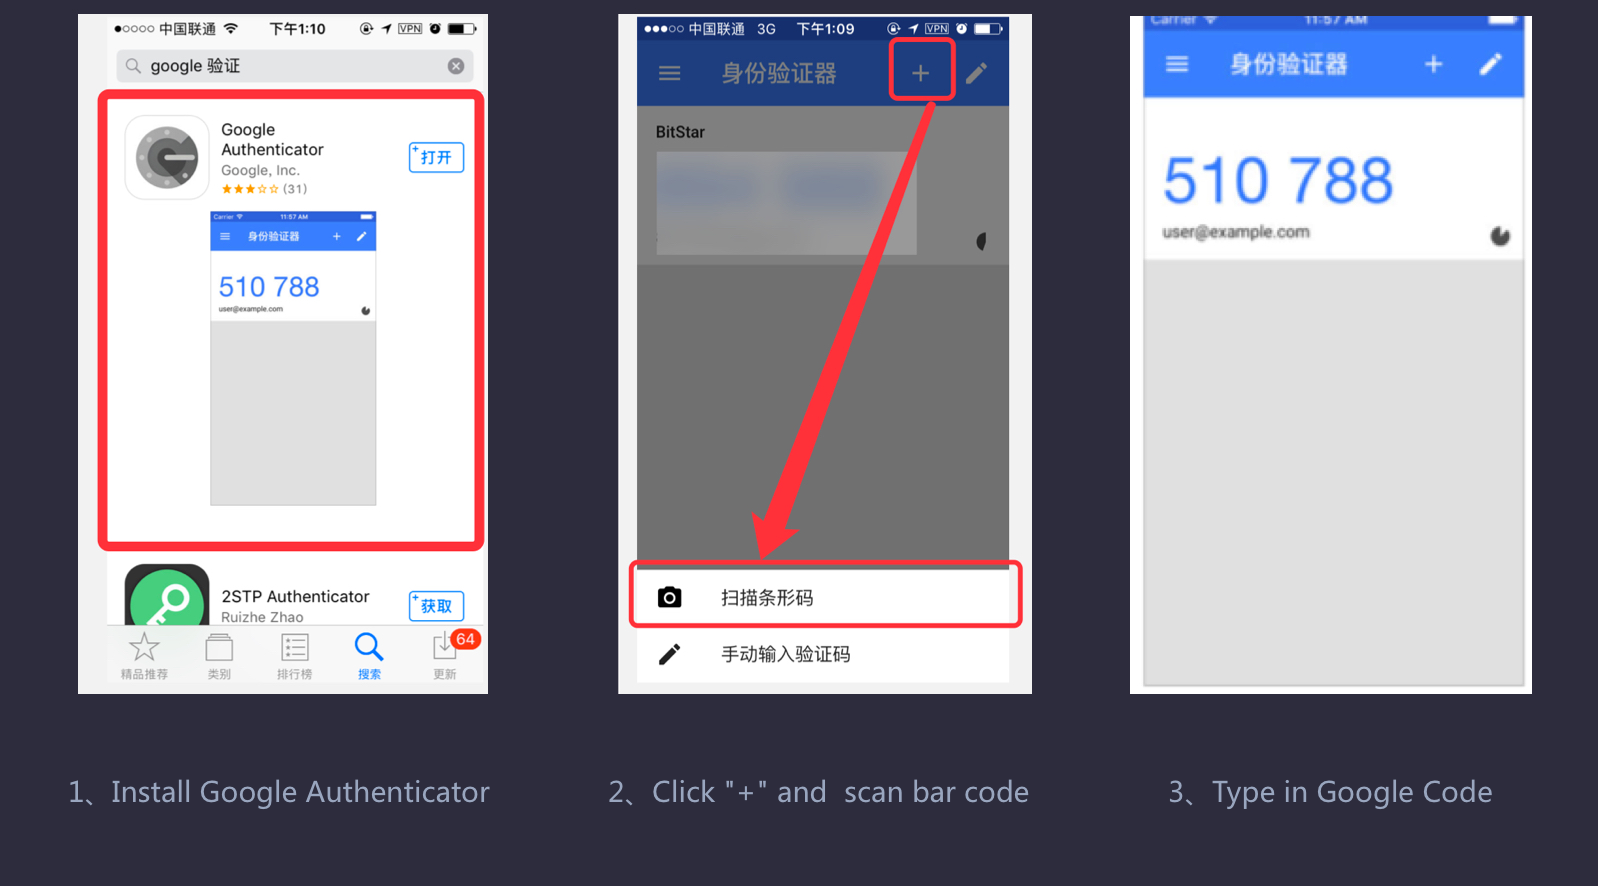 中国联通 下午1:10 VPN
google 验证
Google
Authenticator
Google, Inc.
(31)
打开
Carrier 11:57 AM
身份验证器 +
510 788
user@example.com
2STP Authenticator
Ruizhe Zhao
获取
64
精品推荐 类别 排行榜 搜索 更新
1、Install Google Authenticator
中国联通 3G 下午1:09 VPN
身份验证器 +
BitStar
扫描条形码
手动输入验证码
2、Click "+" and scan bar code
Carrier 11:57 AM
身份验证器 +
510 788
user@example.com
3、Type in Google Code